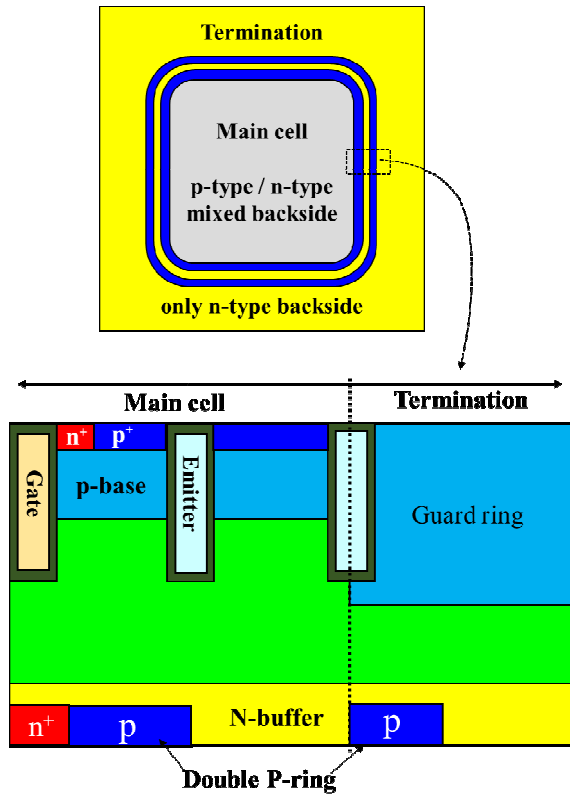 Termination
Main cell
p-type / n-type
mixed backside
only n-type backside
Main cell
Termination
n+
p+
Gate
p-base
Emitter
Guard ring
n+
p
N-buffer
p
Double P-ring